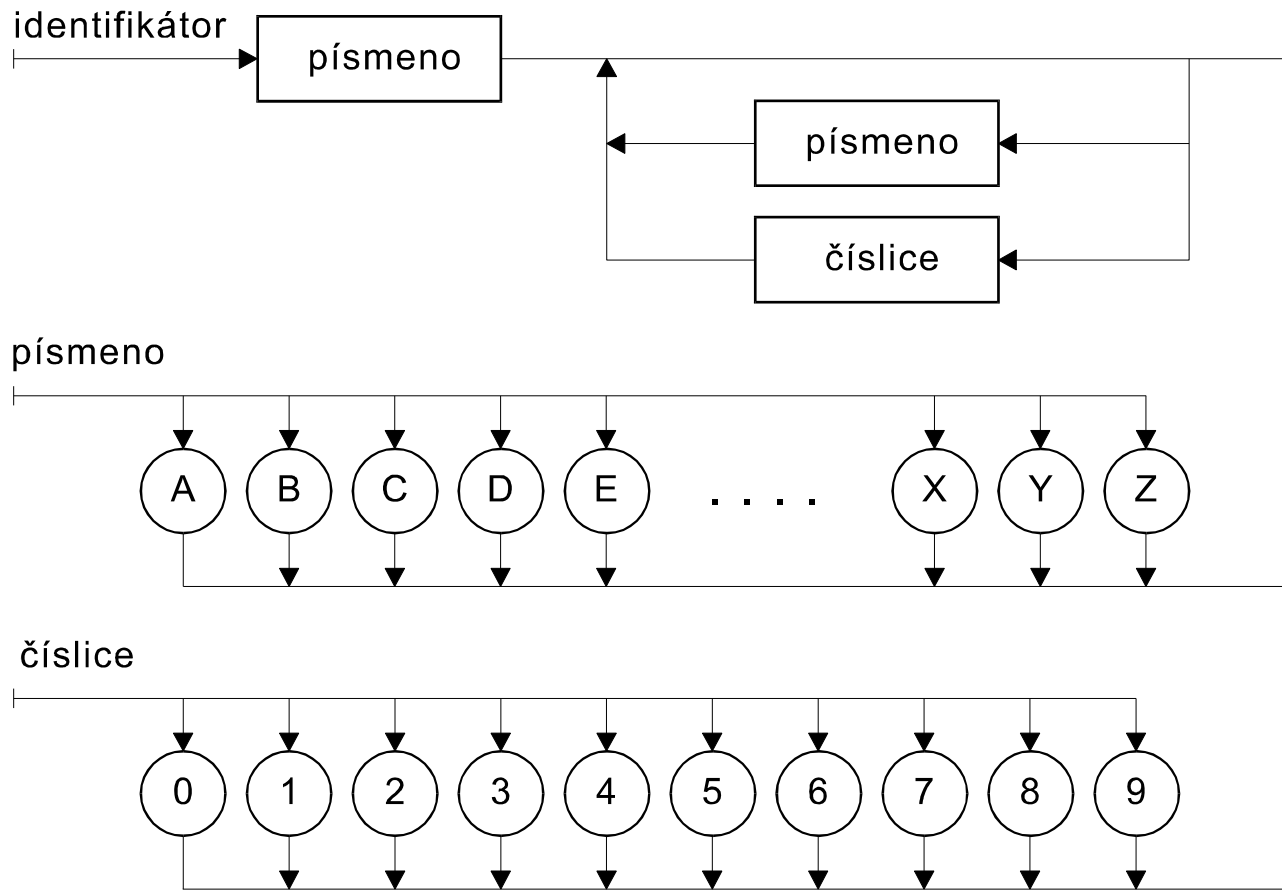 identifikátor
písmeno
písmeno
číslice
písmeno
A B C D E . . . . X Y Z
číslice
0 1 2 3 4 5 6 7 8 9